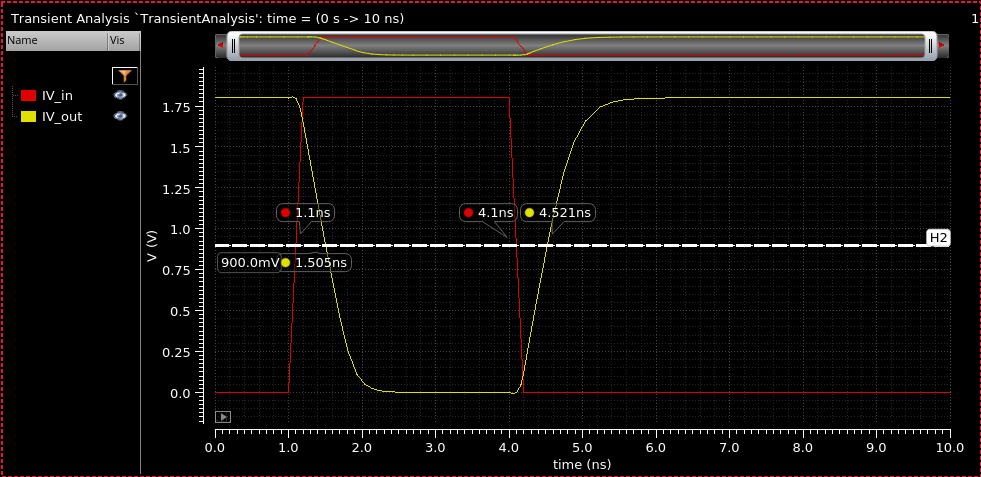 Transient Analysis `TransientAnalysis': time = (0 s -> 10 ns)
1
Name
Vis
IV_in
IV_out
V (V)
1.75
1.5
1.25
1.0
0.75
0.5
0.25
0.0
1.1ns
4.1ns
4.521ns
H2
900.0mV
1.505ns
0.0 1.0 2.0 3.0 4.0 5.0 6.0 7.0 8.0 9.0 10.0
time (ns)